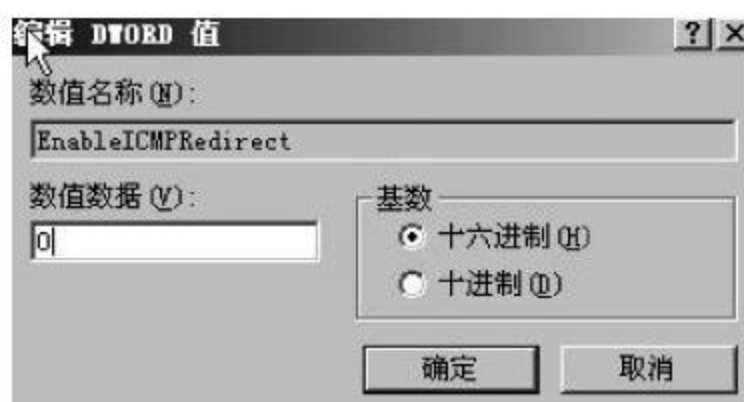 编辑 DWORD 值
数值名称(N):
EnableICMPRedirect
数值数据(V):
0
基数
十六进制(H)
十进制(D)
确定
取消